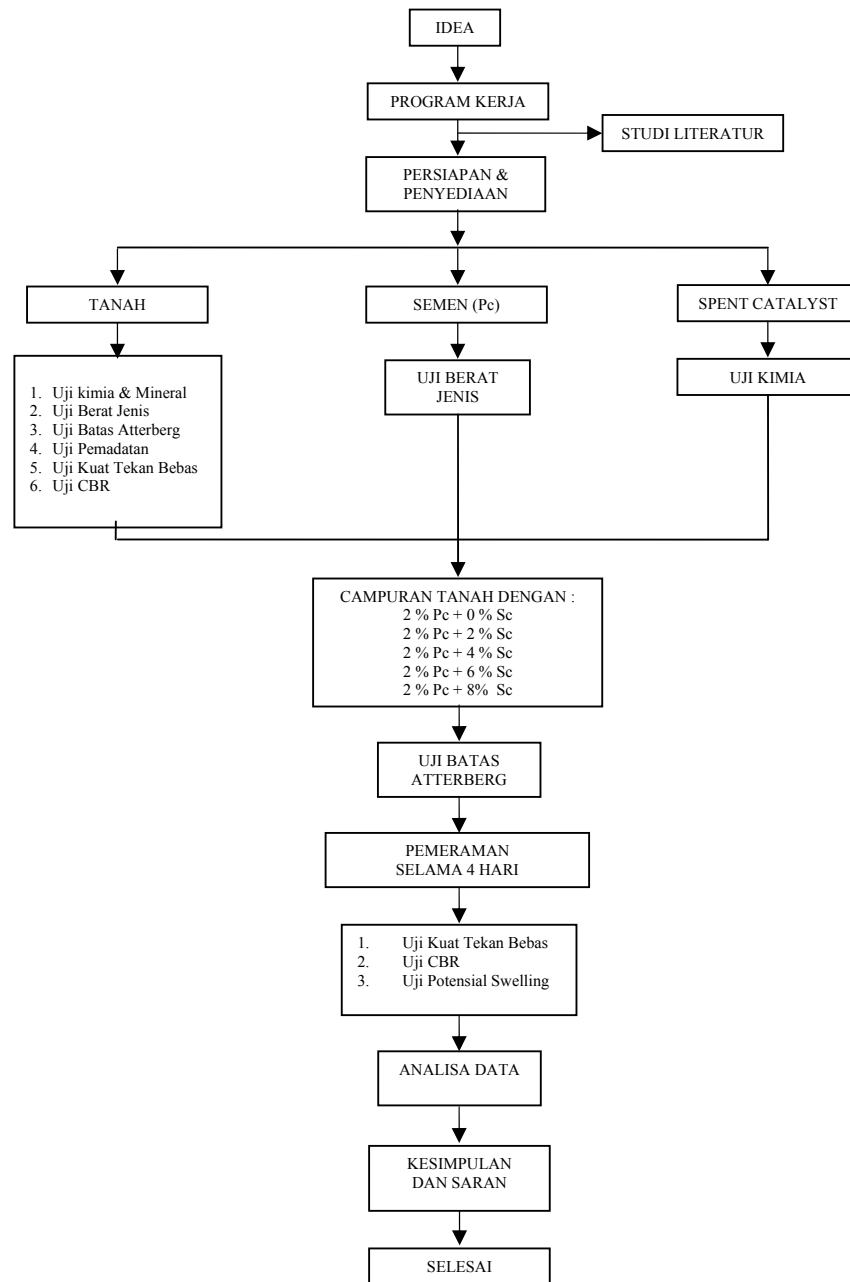 IDEA
PROGRAM KERJA
STUDI LITERATUR
PERSIAPAN &
PENYEDIAAN
TANAH
SEMEN (Pc)
SPENT CATALYST
1. Uji kimia & Mineral
2. Uji Berat Jenis
3. Uji Batas Atterberg
4. Uji Pemadatan
5. Uji Kuat Tekan Bebas
6. Uji CBR
UJI BERAT
JENIS
UJI KIMIA
CAMPURAN TANAH DENGAN :
2 % Pc + 0 % Sc
2 % Pc + 2 % Sc
2 % Pc + 4 % Sc
2 % Pc + 6 % Sc
2 % Pc + 8% Sc
UJI BATAS
ATTERBERG
PEMERAMAN
SELAMA 4 HARI
1. Uji Kuat Tekan Bebas
2. Uji CBR
3. Uji Potensial Swelling
ANALISA DATA
KESIMPULAN
DAN SARAN
SELESAI